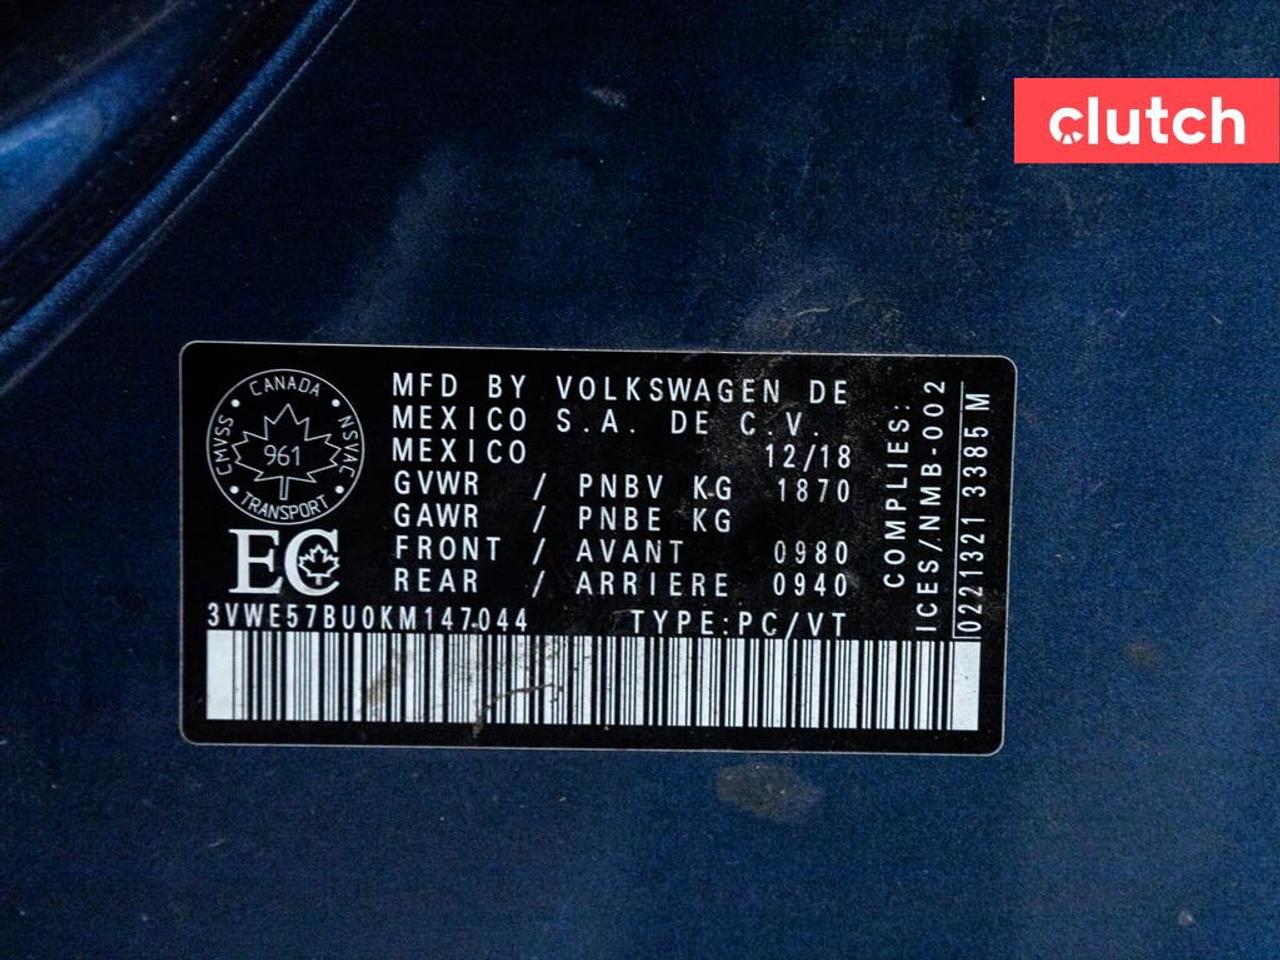 clutch
CANADA
CMVSS
NSVAC
961
TRANSPORT
EC
MFD BY VOLKSWAGEN DE
MEXICO S.A. DE C.V.
MEXICO 12/18
GVWR / PNBV KG 1870
GAWR / PNBE KG
FRONT / AVANT 0980
REAR / ARRIERE 0940
3VWE57BU0KM147044 TYPE:PC/VT
COMPLIES:
ICES/NMB-002
0221321 3385 M